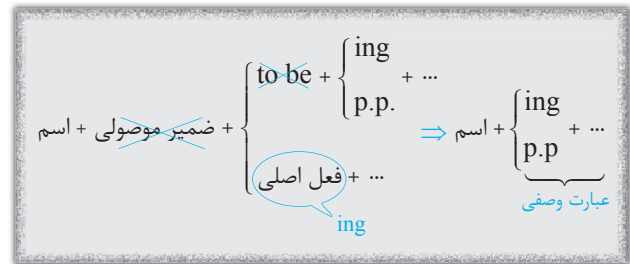 to be + { ing / p.p. + ...
اسم + ضمیر موصولی + {
فعل اصلی + ...
ing
⇒ اسم + { ing / p.p + ...
عبارت وصفی